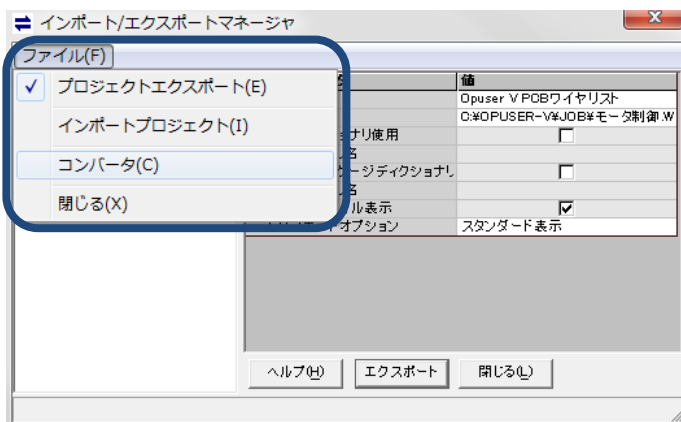 インポート/エクスポートマネージャ
ファイル(F)
プロジェクトエクスポート(E)
インポートプロジェクト(I)
コンバータ(C)
閉じる(X)
値
Opuser V PCBワイヤリスト
C:¥OPUSER-V¥JOB¥モータ制御.W
ナリ使用
ージディクショナリ
ル表示
オプション
スタンダード表示
ヘルプ(H)
エクスポート
閉じる(L)